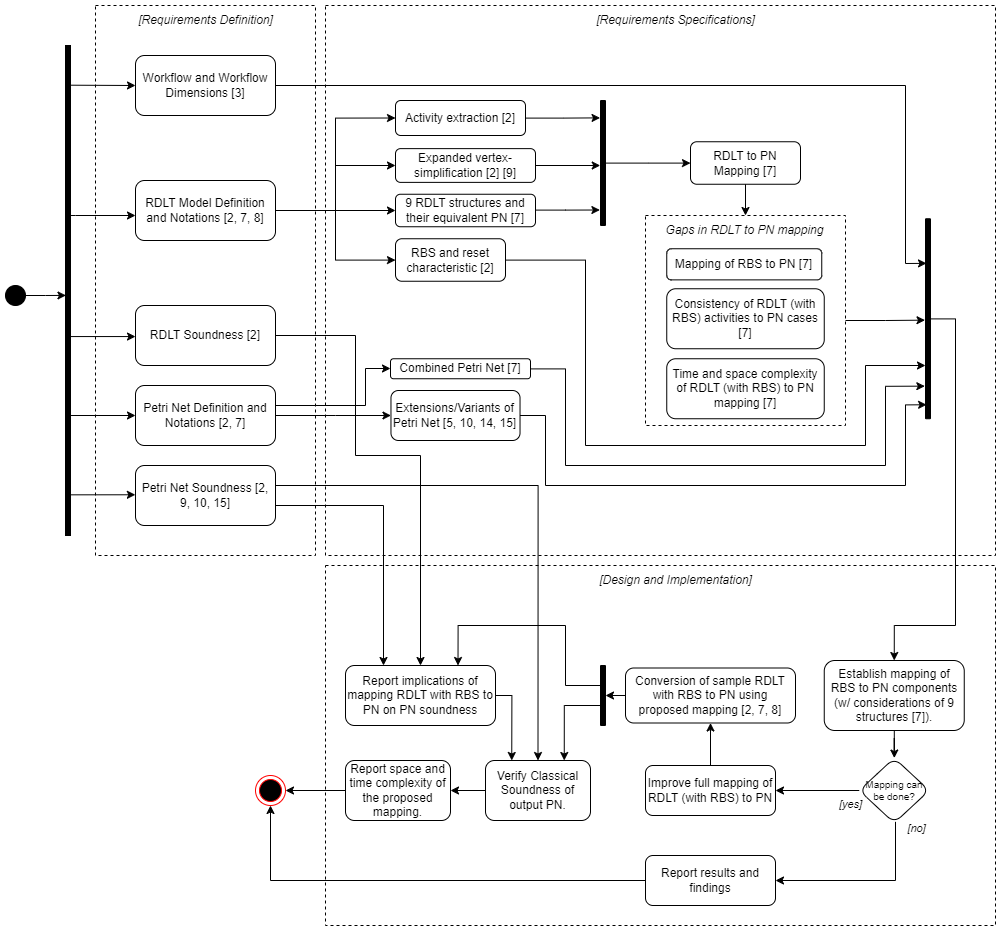 [Requirements Definition]
Workflow and Workflow
Dimensions [3]
RDLT Model Definition
and Notations [2, 7, 8]
RDLT Soundness [2]
Petri Net Definition and
Notations [2, 7]
Petri Net Soundness [2,
9, 10, 15]
[Requirements Specifications]
Activity extraction [2]
Expanded vertex-
simplification [2] [9]
9 RDLT structures and
their equivalent PN [7]
RBS and reset
characteristic [2]
Combined Petri Net [7]
Extensions/Variants of
Petri Net [5, 10, 14, 15]
RDLT to PN
Mapping [7]
Gaps in RDLT to PN mapping
Mapping of RBS to PN [7]
Consistency of RDLT (with
RBS) activities to PN cases
[7]
Time and space complexity
of RDLT (with RBS) to PN
mapping [7]
[Design and Implementation]
Report implications of
mapping RDLT with RBS to
PN on PN soundness
Conversion of sample RDLT
with RBS to PN using
proposed mapping [2, 7, 8]
Establish mapping of
RBS to PN components
(w/ considerations of 9
structures [7]).
Report space and
time complexity of
the proposed
mapping.
Verify Classical
Soundness of
output PN.
Improve full mapping of
RDLT (with RBS) to PN
Mapping can
be done?
[yes]
[no]
Report results and
findings